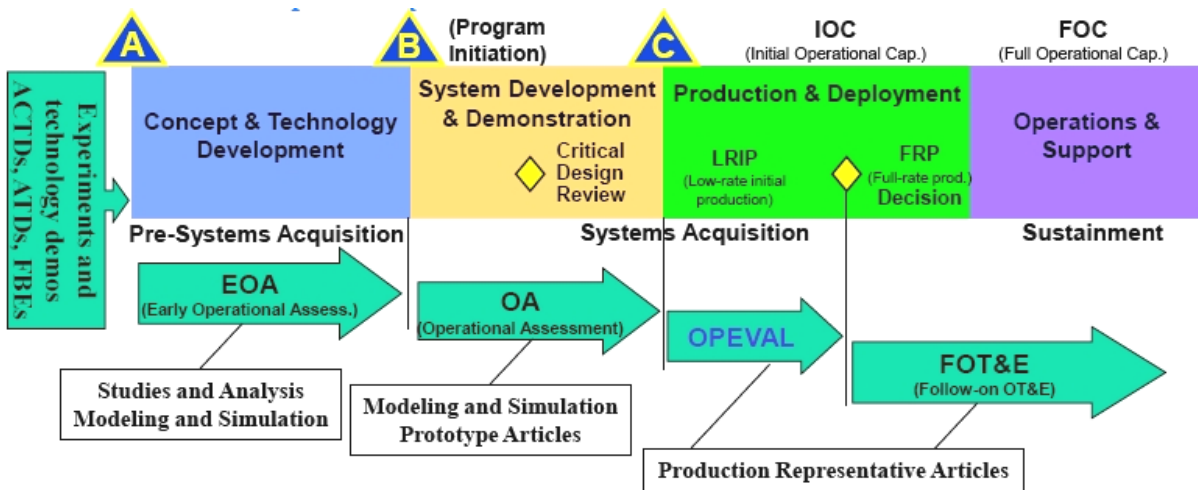 A
B
(Program
Initiation)
C
IOC
(Initial Operational Cap.)
FOC
(Full Operational Cap.)
Experiments and
technology demos
ACTDs, ATDs, FBEs
Concept & Technology
Development
System Development
& Demonstration
Critical
Design
Review
Production & Deployment
LRIP
(Low-rate initial
production)
FRP
(Full-rate prod.)
Decision
Operations &
Support
Pre-Systems Acquisition
Systems Acquisition
Sustainment
EOA
(Early Operational Assess.)
OA
(Operational Assessment)
OPEVAL
FOT&E
(Follow-on OT&E)
Studies and Analysis
Modeling and Simulation
Modeling and Simulation
Prototype Articles
Production Representative Articles